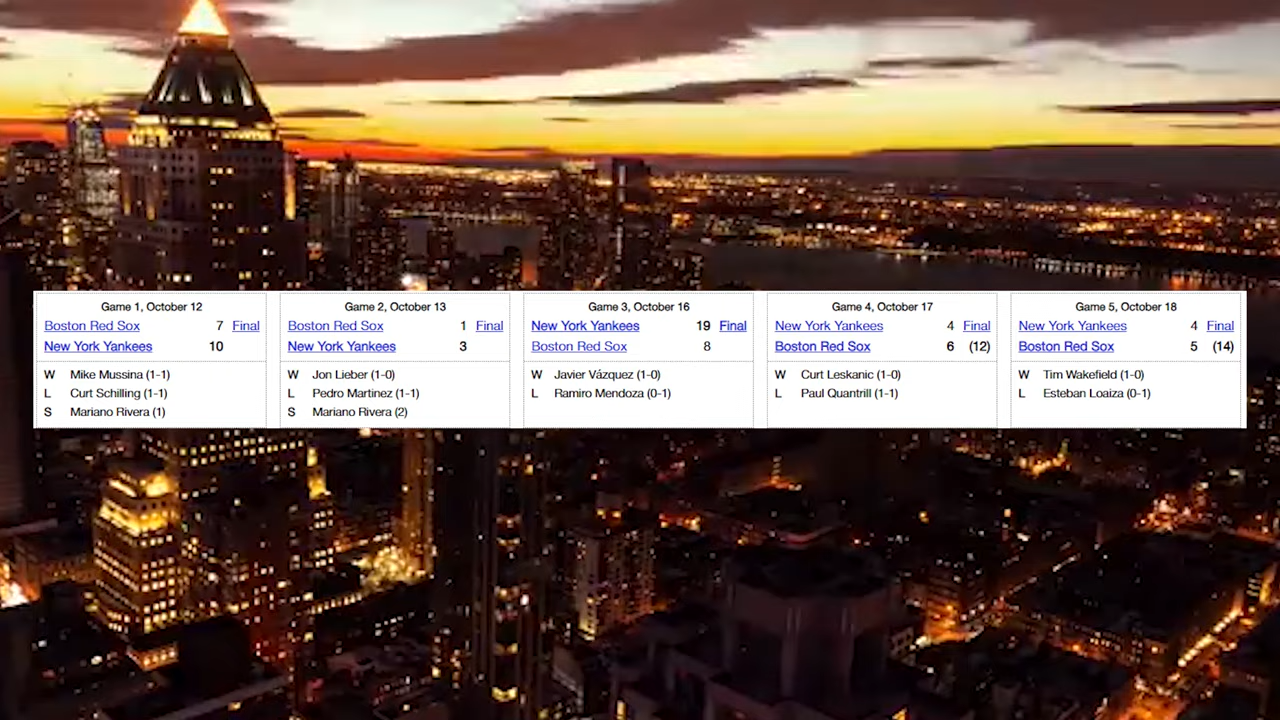 Game 1, October 12
Boston Red Sox 7 Final
New York Yankees 10
W Mike Mussina (1-1)
L Curt Schilling (1-1)
S Mariano Rivera (1)
Game 2, October 13
Boston Red Sox 1 Final
New York Yankees 3
W Jon Lieber (1-0)
L Pedro Martinez (1-1)
S Mariano Rivera (2)
Game 3, October 16
New York Yankees 19 Final
Boston Red Sox 8
W Javier Vázquez (1-0)
L Ramiro Mendoza (0-1)
Game 4, October 17
New York Yankees 4 Final
Boston Red Sox 6 (12)
W Curt Leskanic (1-0)
L Paul Quantrill (1-1)
Game 5, October 18
New York Yankees 4 Final
Boston Red Sox 5 (14)
W Tim Wakefield (1-0)
L Esteban Loaiza (0-1)